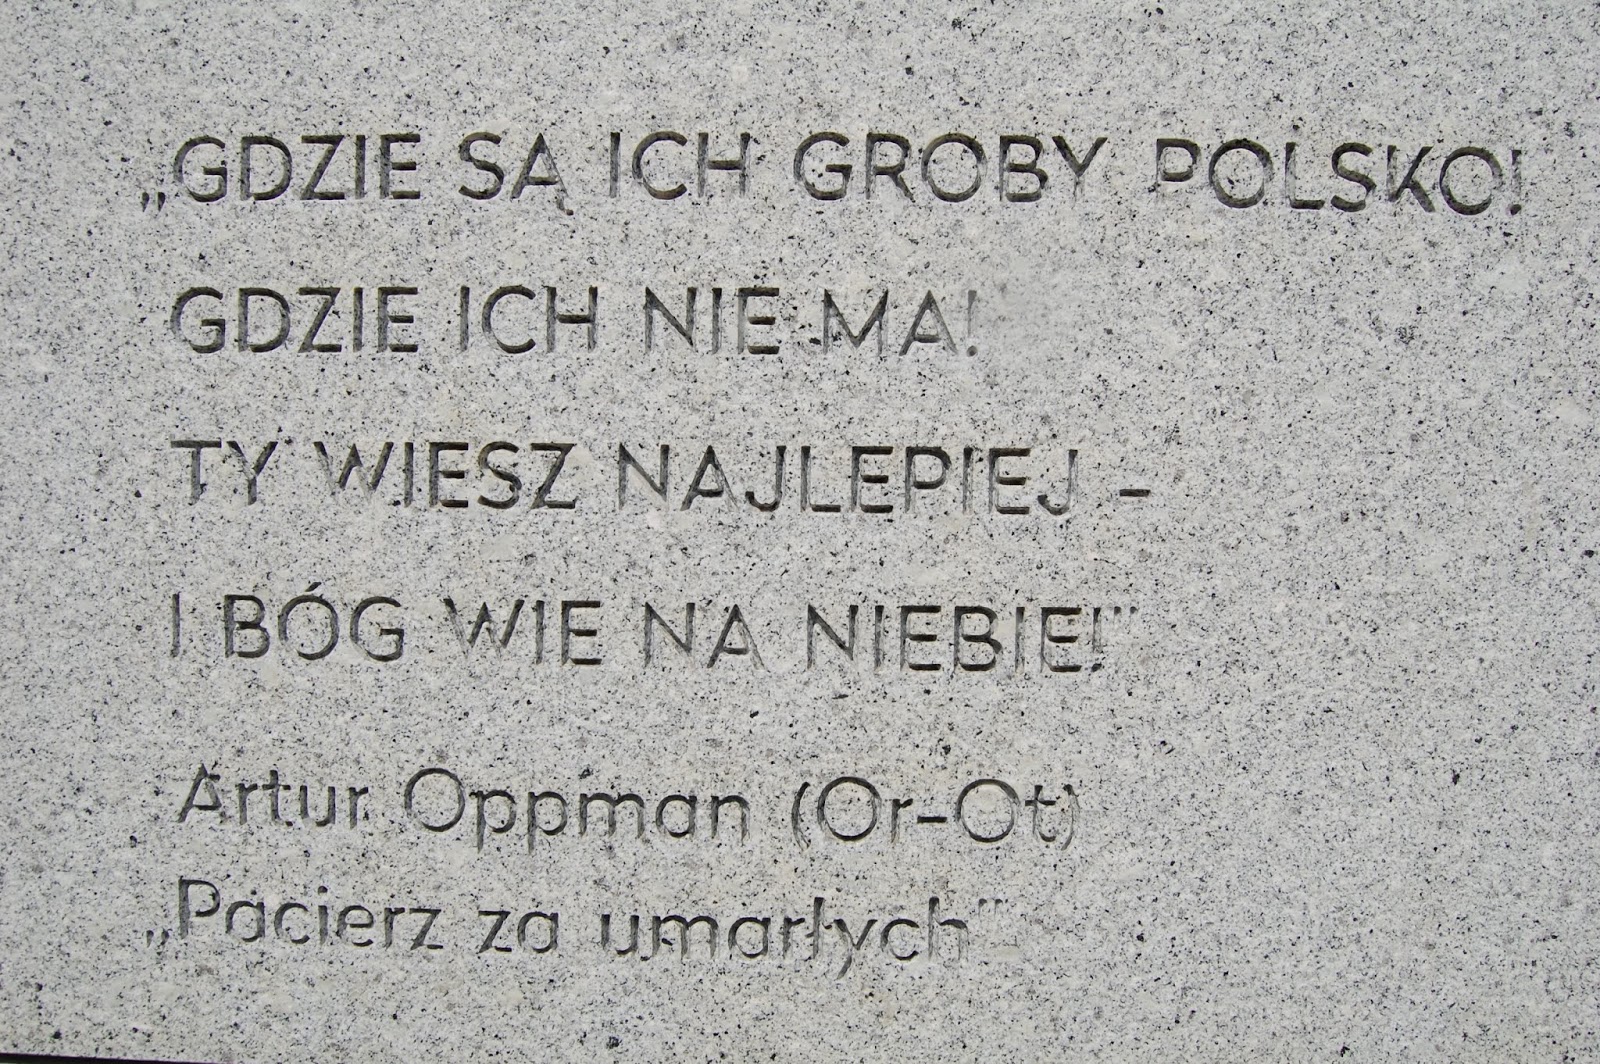 „GDZIE SĄ ICH GROBY POLSKO!
GDZIE ICH NIE MA!
TY WIESZ NAJLEPIEJ -
I BÓG WIE NA NIEBIE!"
Artur Oppman (Or-Ot)
„Pacierz za umarłych"